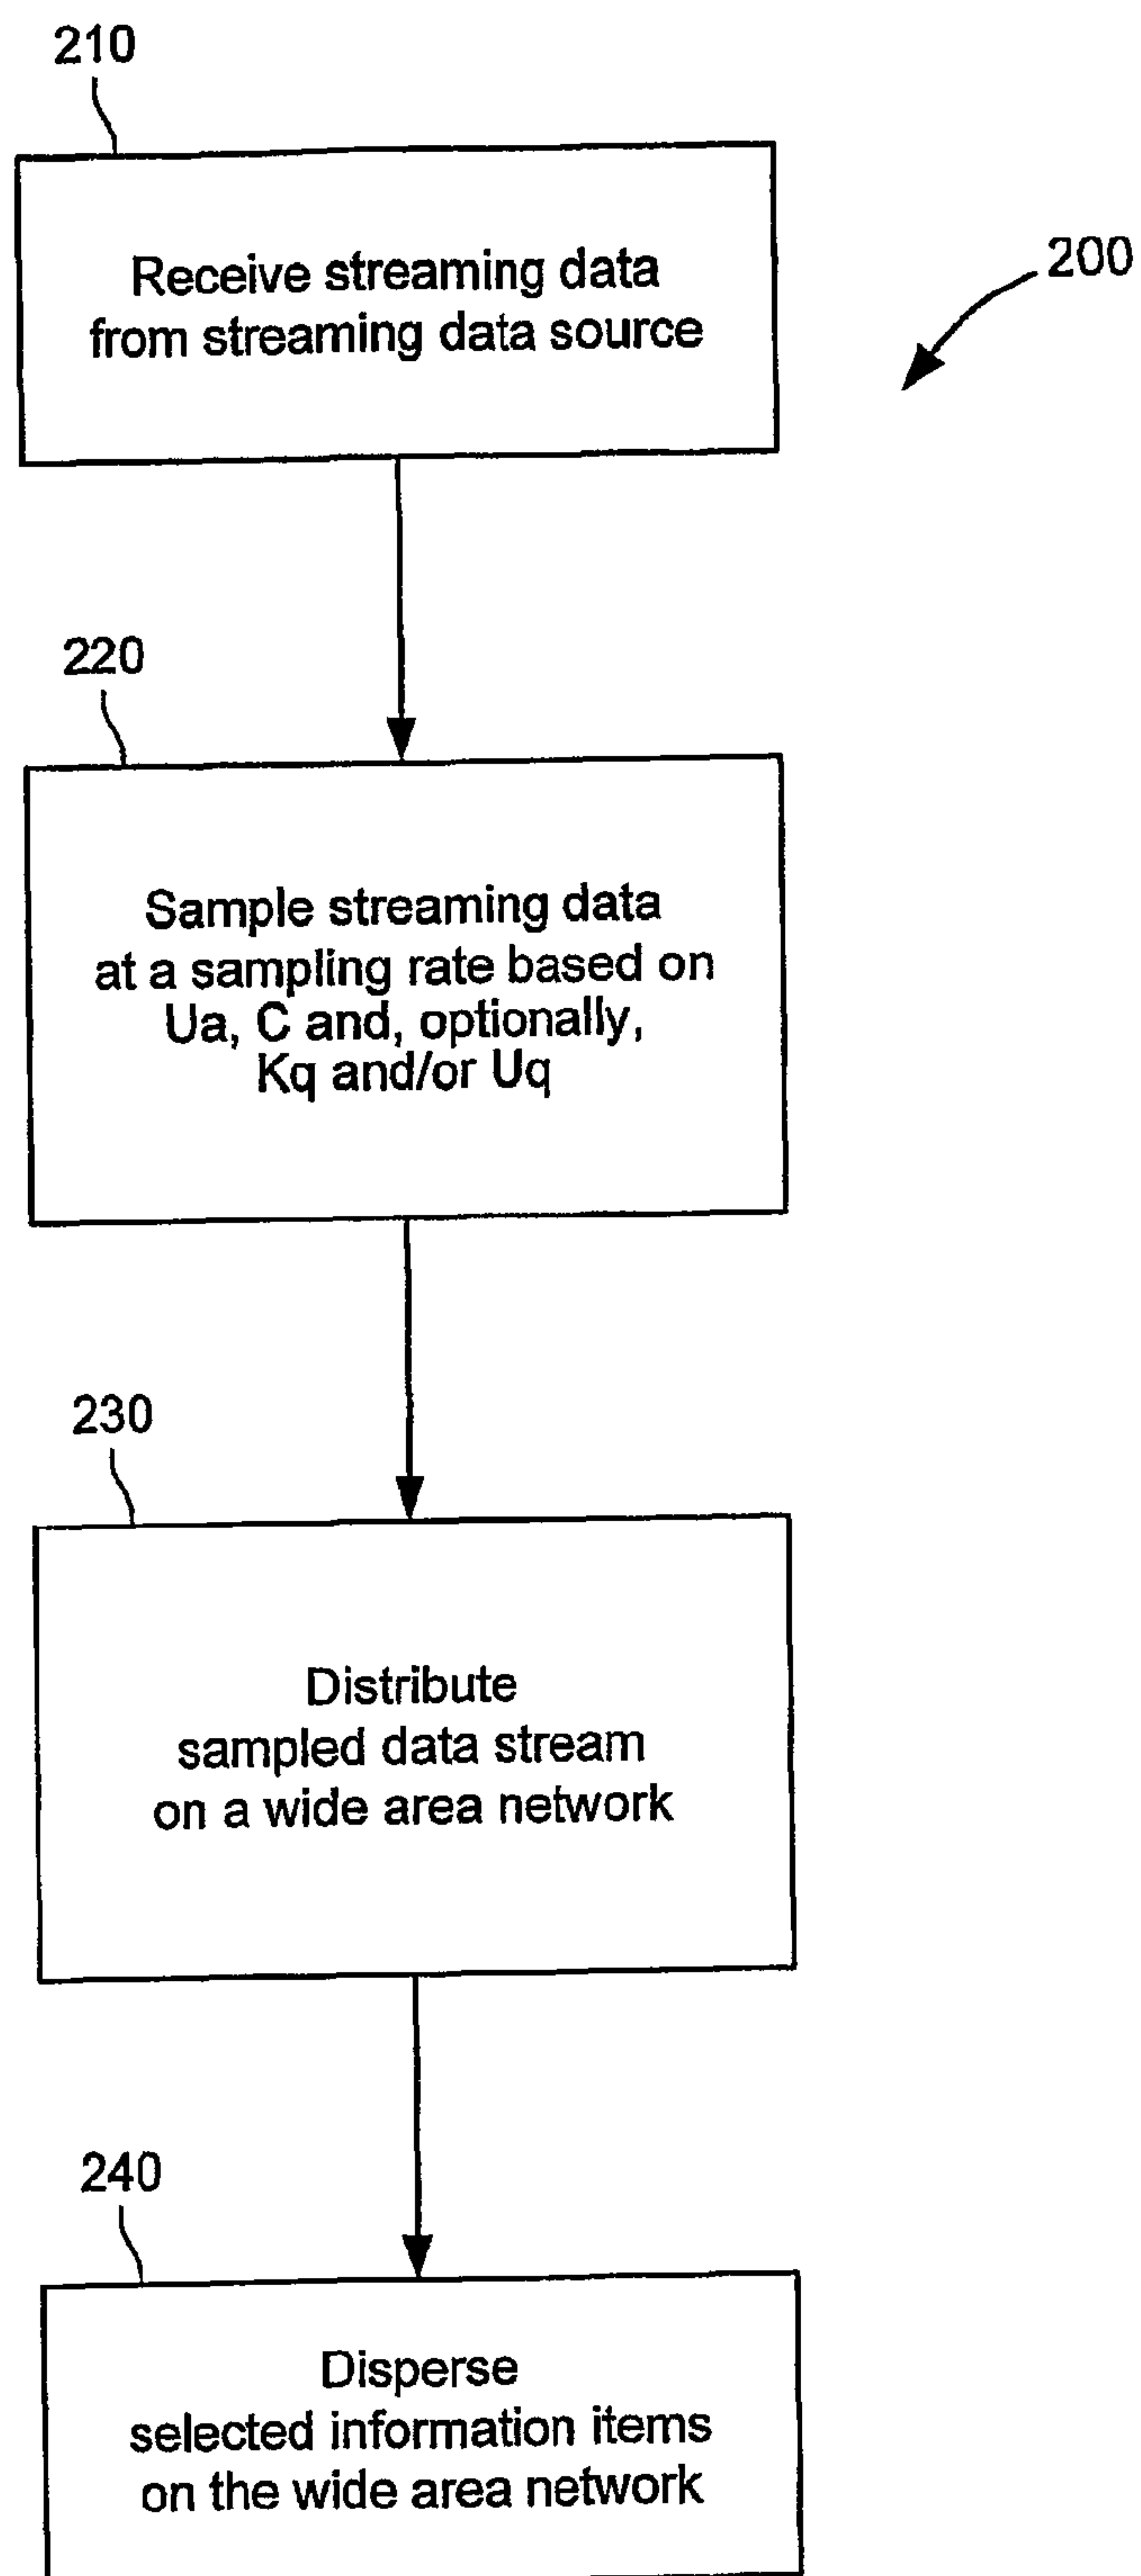 210
Receive streaming data
from streaming data source
200
220
Sample streaming data
at a sampling rate based on
Ua, C and, optionally,
Kq and/or Uq
230
Distribute
sampled data stream
on a wide area network
240
Disperse
selected information items
on the wide area network